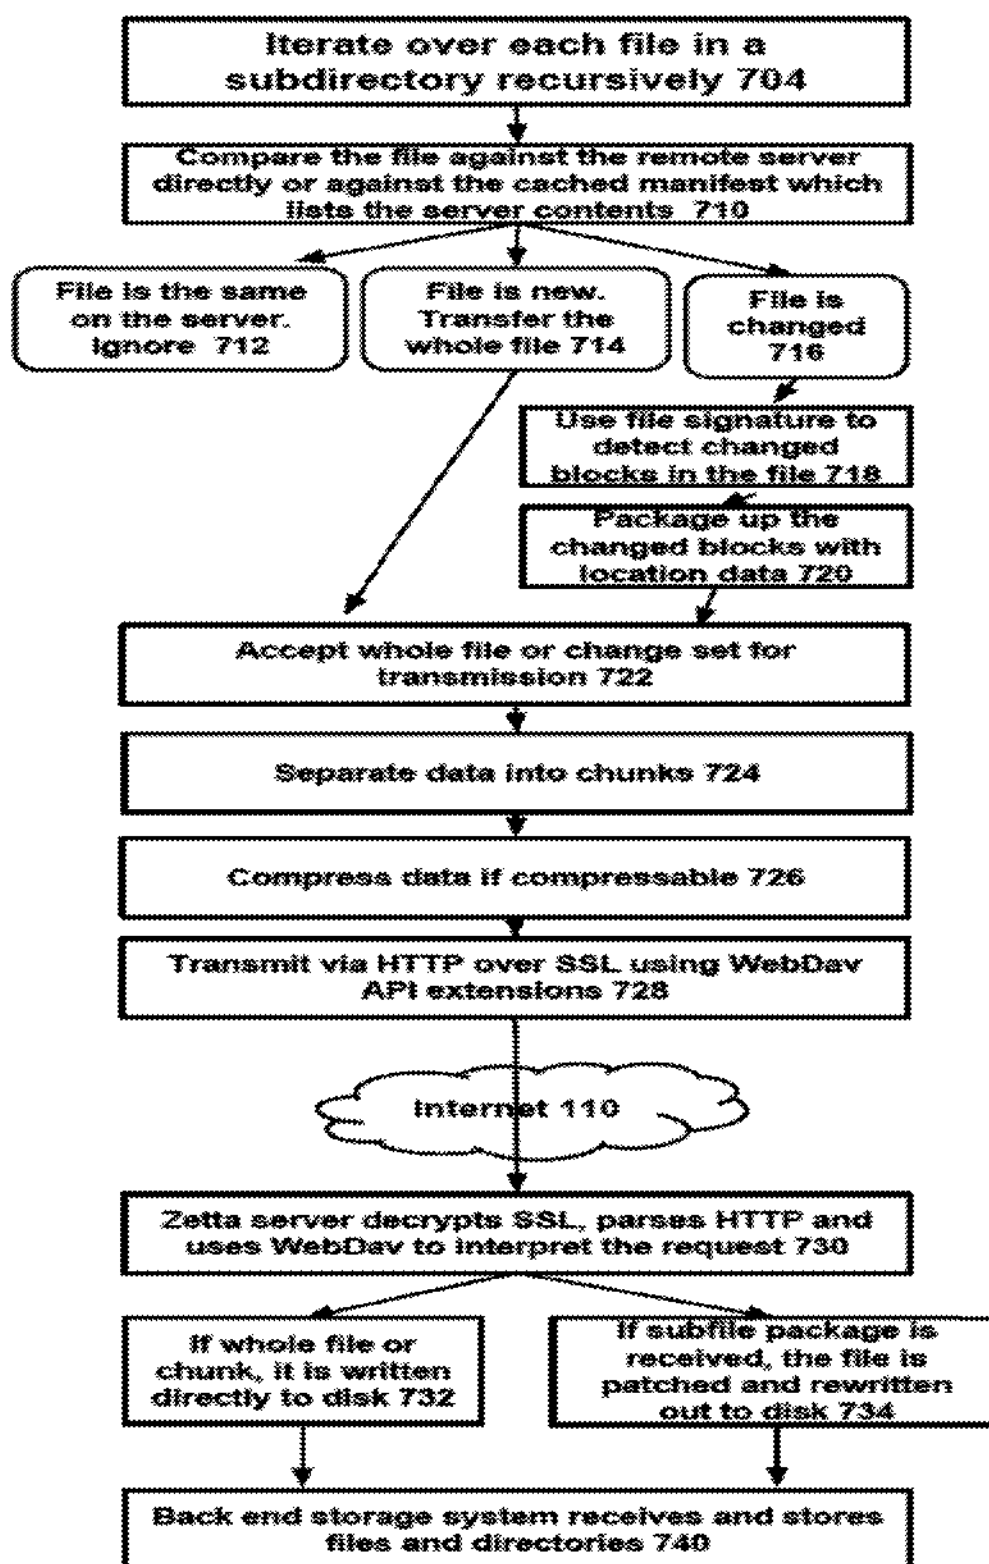 Iterate over each file in a
subdirectory recursively 704
Compare the file against the remote server
directly or against the cached manifest which
lists the server contents 710
File is the same
on the server.
Ignore 712
File is new.
Transfer the
whole file 714
File is
changed
716
Use file signature to
detect changed
blocks in the file 718
Package up the
changed blocks with
location data 720
Accept whole file or change set for
transmission 722
Separate data into chunks 724
Compress data if compressable 726
Transmit via HTTP over SSL using WebDav
API extensions 728
Internet 110
Zetta server decrypts SSL, parses HTTP and
uses WebDav to interpret the request 730
If whole file or
chunk, it is written
directly to disk 732
If subfile package is
received, the file is
patched and rewritten
out to disk 734
Back end storage system receives and stores
files and directories 740